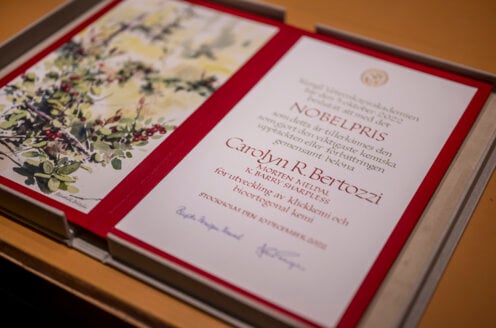 Kungl. Vetenskapsakademien
har den 5 oktober 2022
beslutat att med det
NOBELPRIS
som detta år tillerkännes den
som gjort den viktigaste kemiska
upptäckten eller förbättringen
gemensamt belöna
Carolyn R. Bertozzi
MORTEN MELDAL
K. BARRY SHARPLESS
för utveckling av klickkemi och
bioortogonal kemi
STOCKHOLM DEN 10 DECEMBER 2022